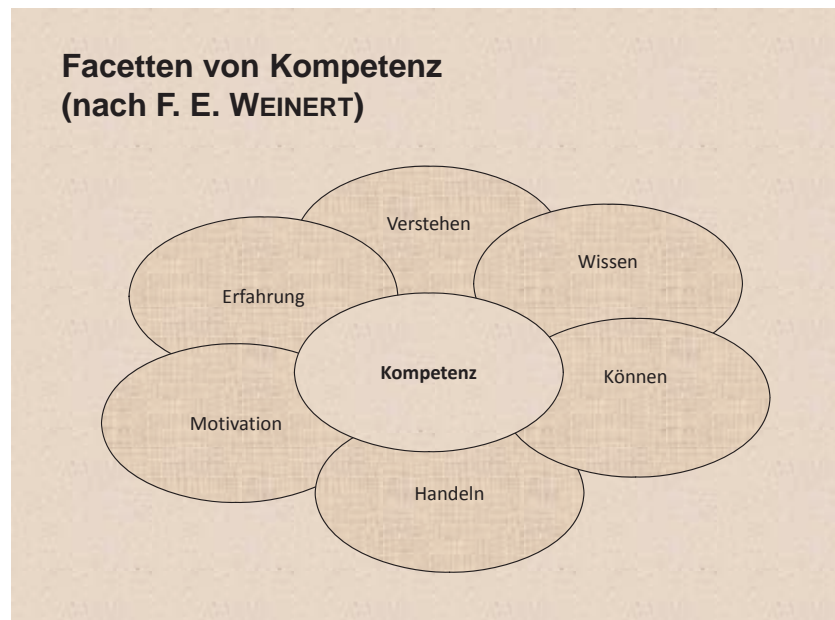 Facetten von Kompetenz
(nach F. E. WEINERT)
Verstehen
Wissen
Erfahrung
Kompetenz
Können
Motivation
Handeln